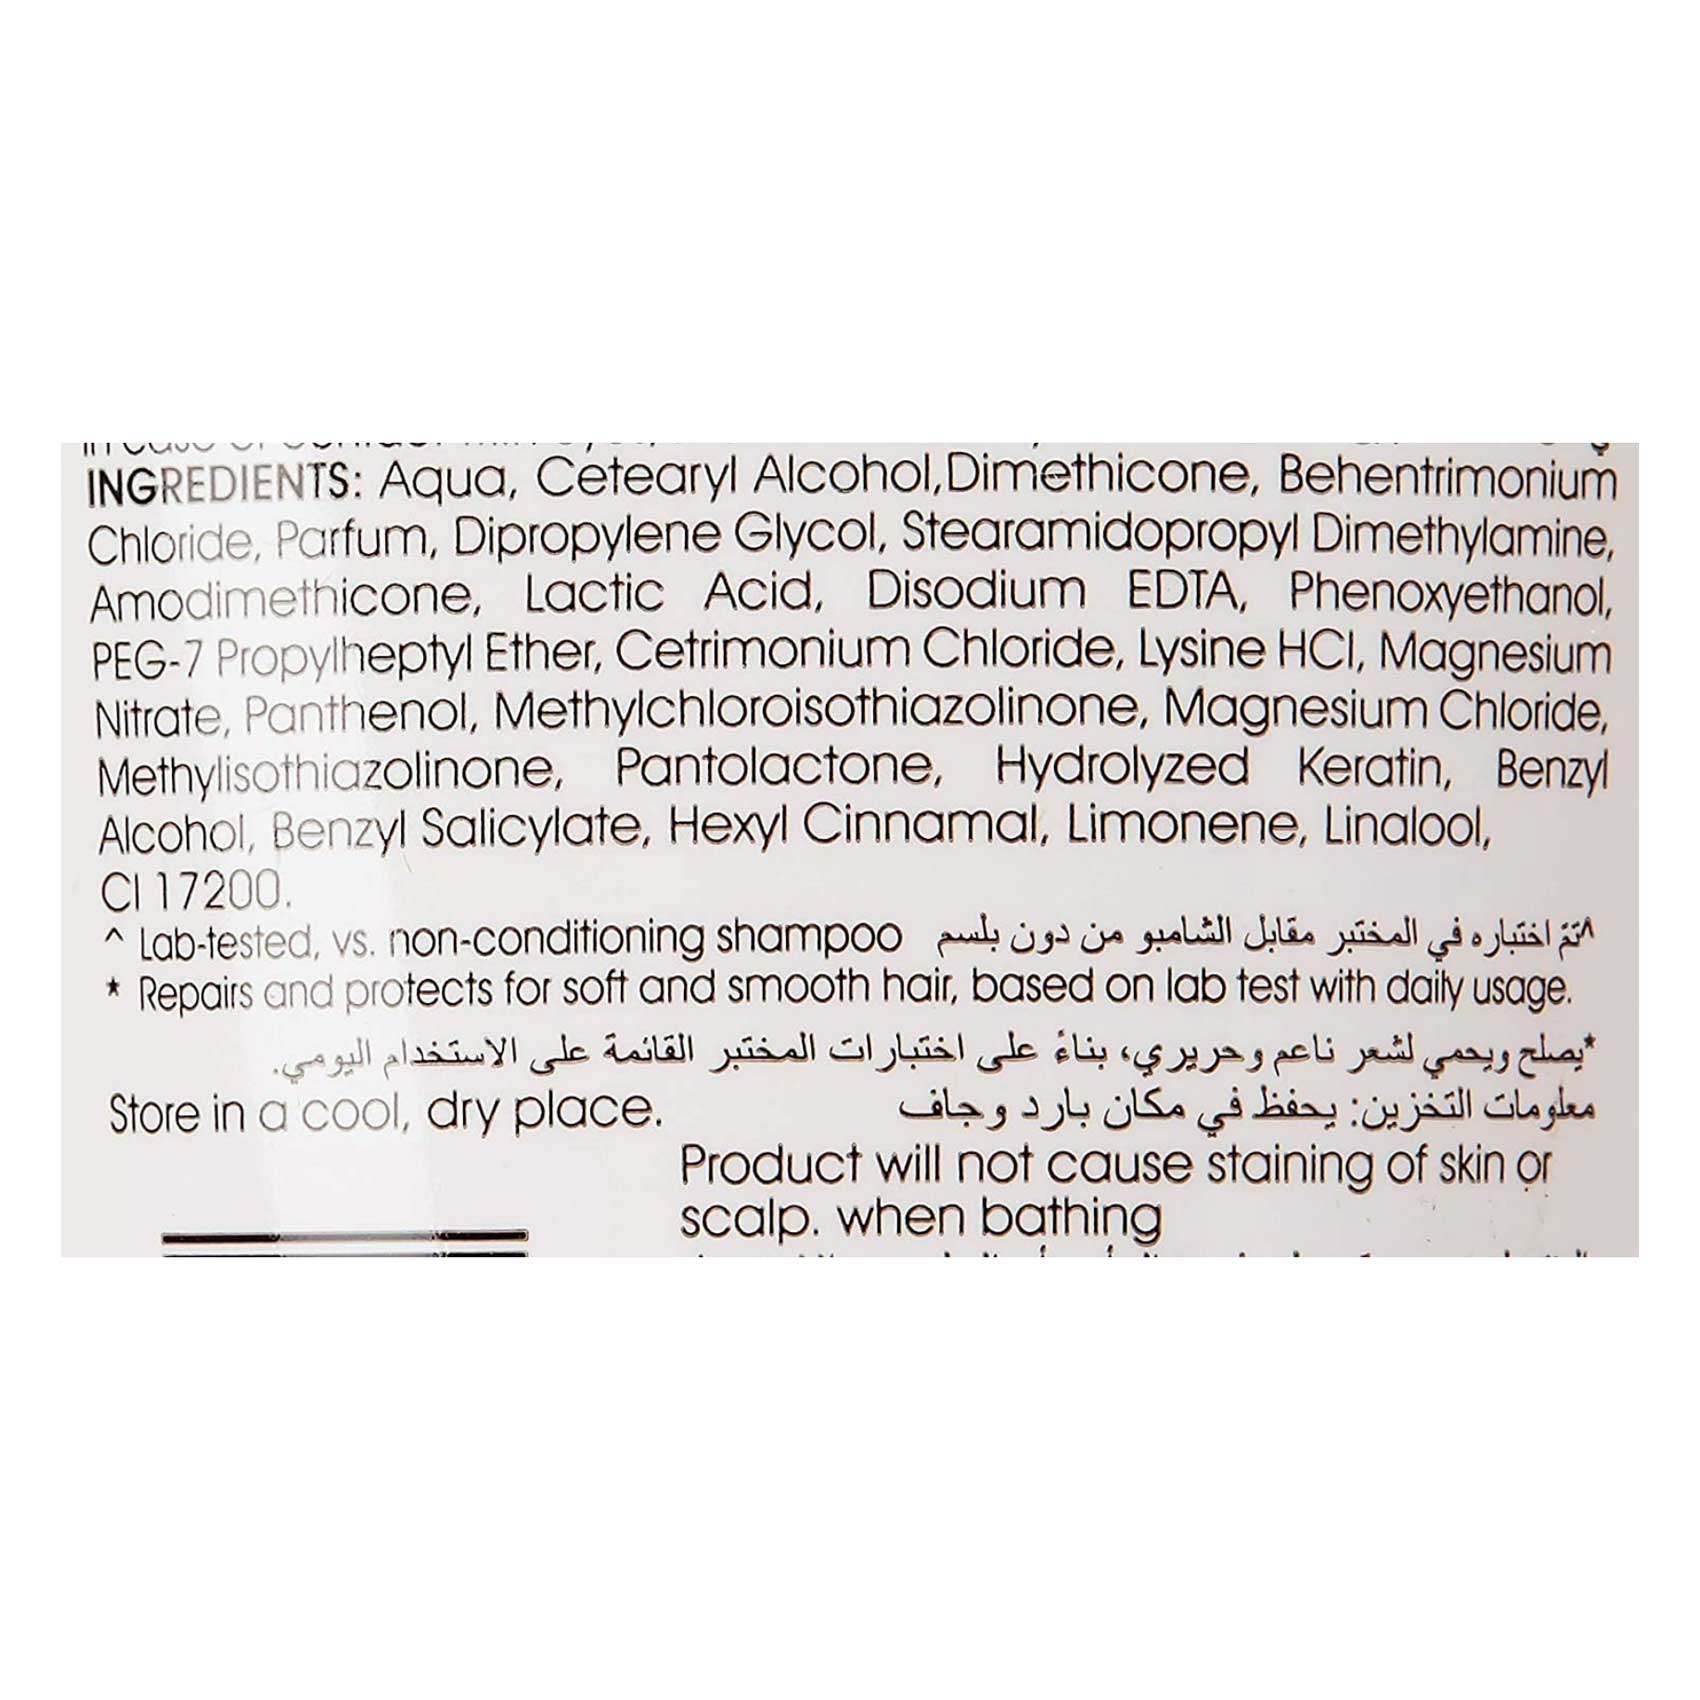 INGREDIENTS: Aqua, Cetearyl Alcohol,Dimethicone, Behentrimonium
Chloride, Parfum, Dipropylene Glycol, Stearamidopropyl Dimethylamine,
Amodimethicone, Lactic Acid, Disodium EDTA, Phenoxyethanol,
PEG-7 Propylheptyl Ether, Cetrimonium Chloride, Lysine HCl, Magnesium
Nitrate, Panthenol, Methylchloroisothiazolinone, Magnesium Chloride,
Methylisothiazolinone, Pantolactone, Hydrolyzed Keratin, Benzyl
Alcohol, Benzyl Salicylate, Hexyl Cinnamal, Limonene, Linalool,
CI 17200.
^ Lab-tested, vs. non-conditioning shampoo ^تمّ اختباره في المختبر مقابل الشامبو من دون بلسم
* Repairs and protects for soft and smooth hair, based on lab test with daily usage.
*يصلح ويحمي لشعر ناعم وحريري، بناءً على اختبارات المختبر القائمة على الاستخدام اليومي.
Store in a cool, dry place. معلومات التخزين: يحفظ في مكان بارد وجاف
Product will not cause staining of skin or
scalp. when bathing